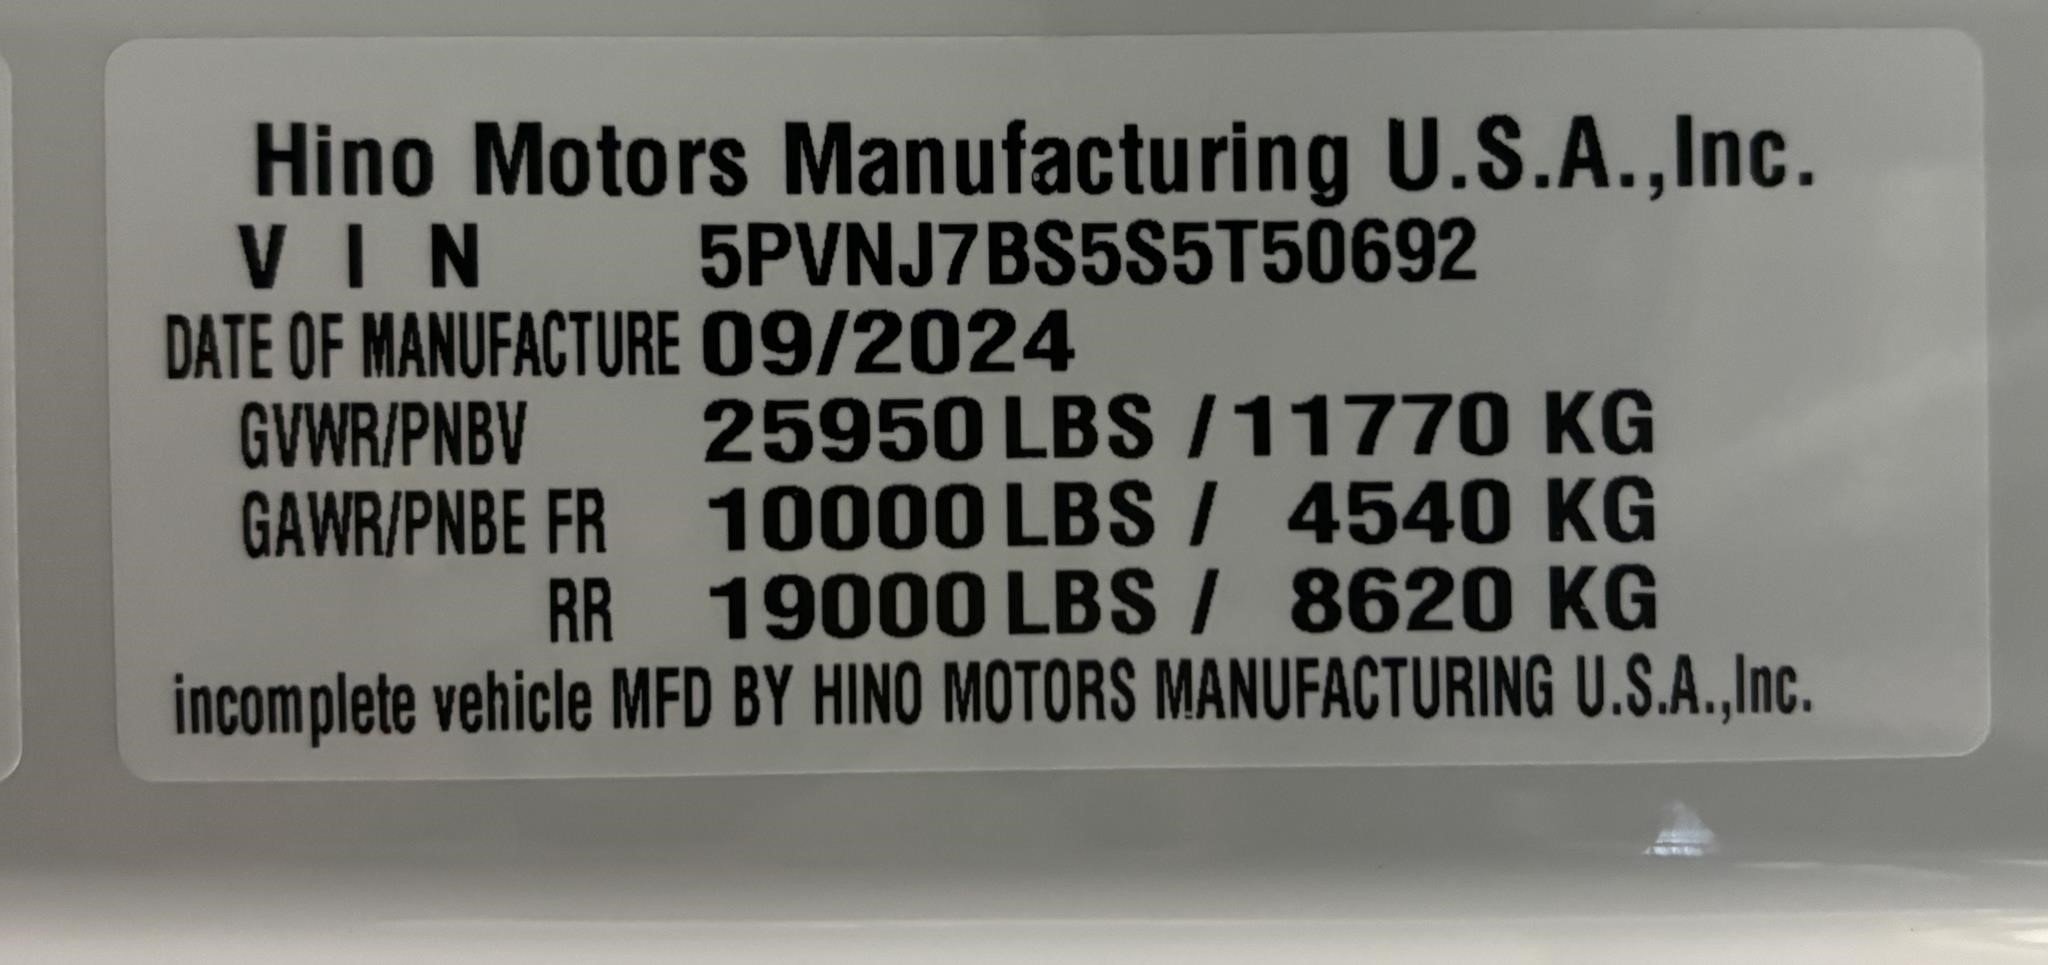 Hino Motors Manufacturing U.S.A.,Inc.
VIN 5PVNJ7BS5S5T50692
DATE OF MANUFACTURE 09/2024
GVWR/PNBV 25950 LBS / 11770 KG
GAWR/PNBE FR 10000 LBS / 4540 KG
RR 19000 LBS / 8620 KG
incomplete vehicle MFD BY HINO MOTORS MANUFACTURING U.S.A.,Inc.